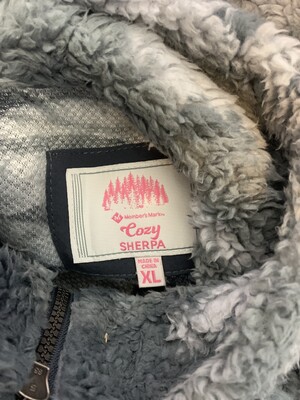 Member's Mark
Cozy
SHERPA
MADE IN
CHINA
XL